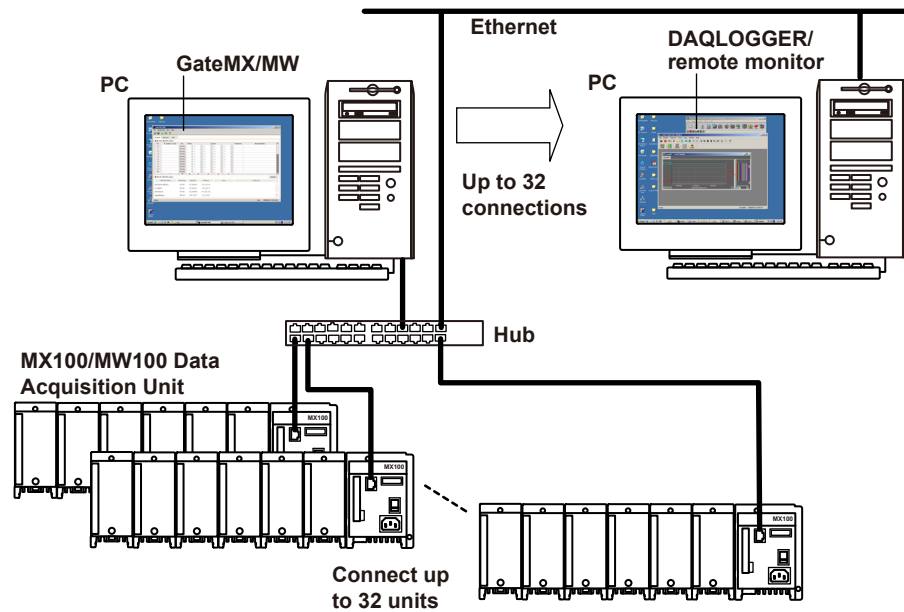 Ethernet
GateMX/MW
PC
DAQLOGGER/
remote monitor
PC
Up to 32
connections
Hub
MX100/MW100 Data
Acquisition Unit
MX100
MX100
MX100
Connect up
to 32 units